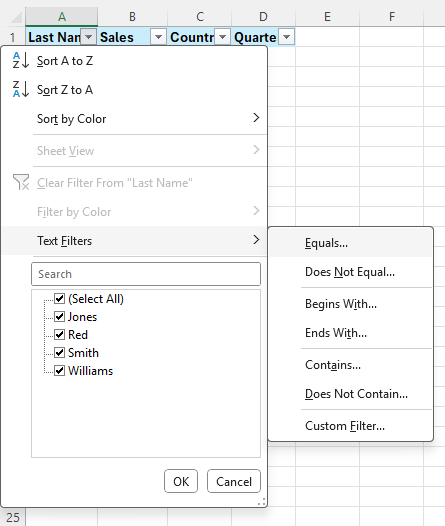 A B C D E F
1 Last Nan Sales Countr Quarte
Sort A to Z
Sort Z to A
Sort by Color
Sheet View
Clear Filter From "Last Name"
Filter by Color
Text Filters
Search
(Select All)
Jones
Red
Smith
Williams
OK Cancel
Equals...
Does Not Equal...
Begins With...
Ends With...
Contains...
Does Not Contain...
Custom Filter...
25